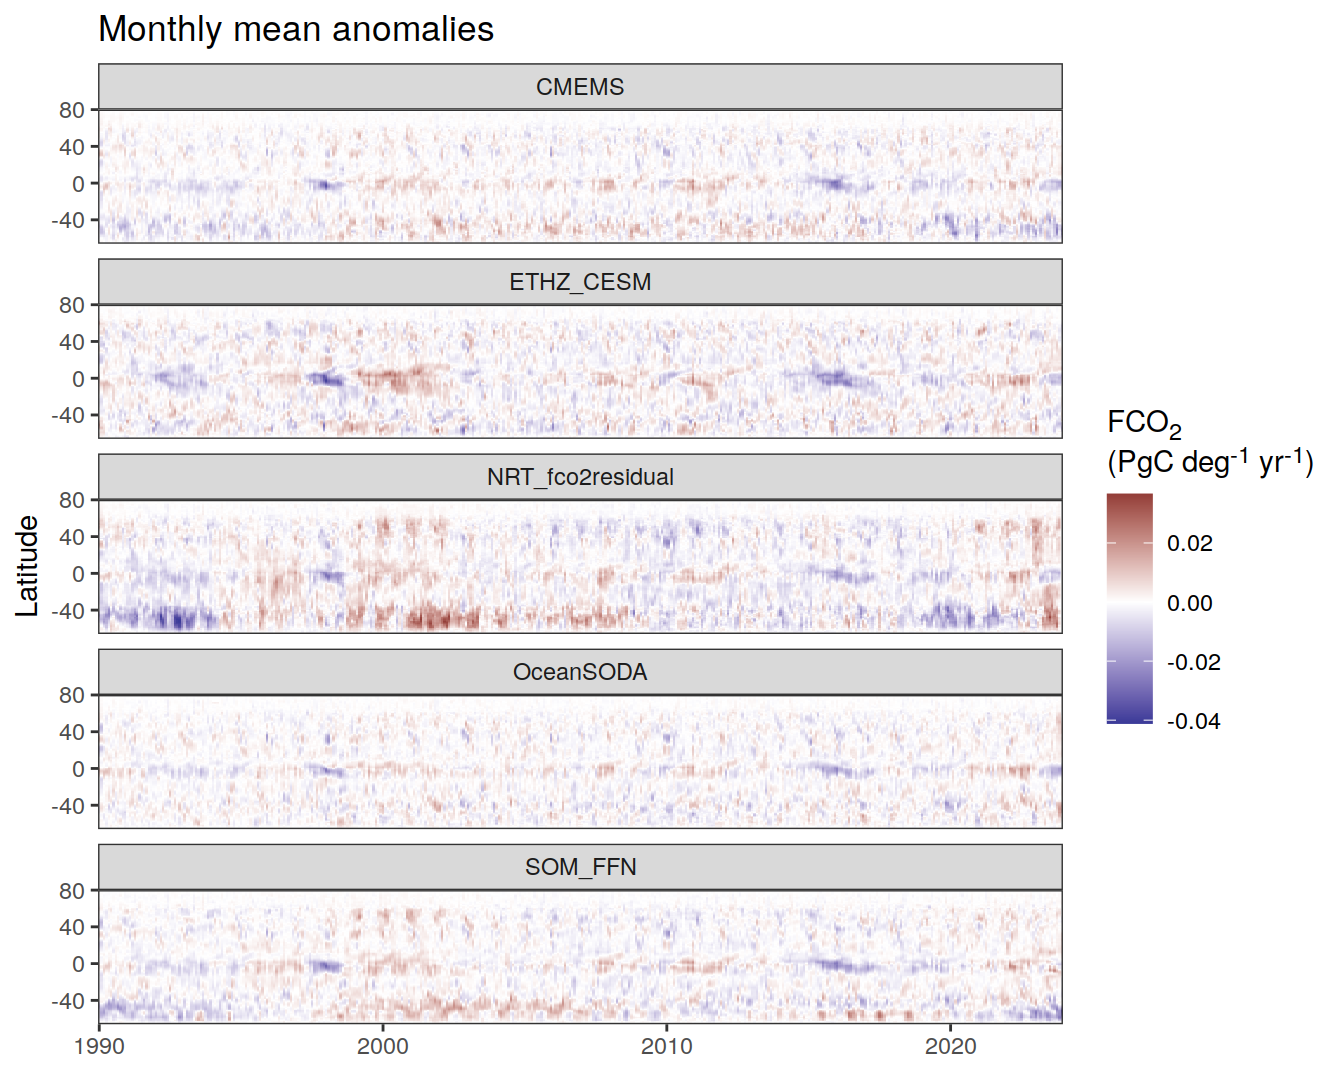 Monthly mean anomalies
CMEMS
80
40
0
-40
ETHZ_CESM
80
40
0
-40
NRT_fco2residual
80
40
0
-40
OceanSODA
80
40
0
-40
SOM_FFN
80
40
0
-40
1990 2000 2010 2020
Latitude
FCO2
(PgC deg-1 yr-1)
0.02
0.00
-0.02
-0.04